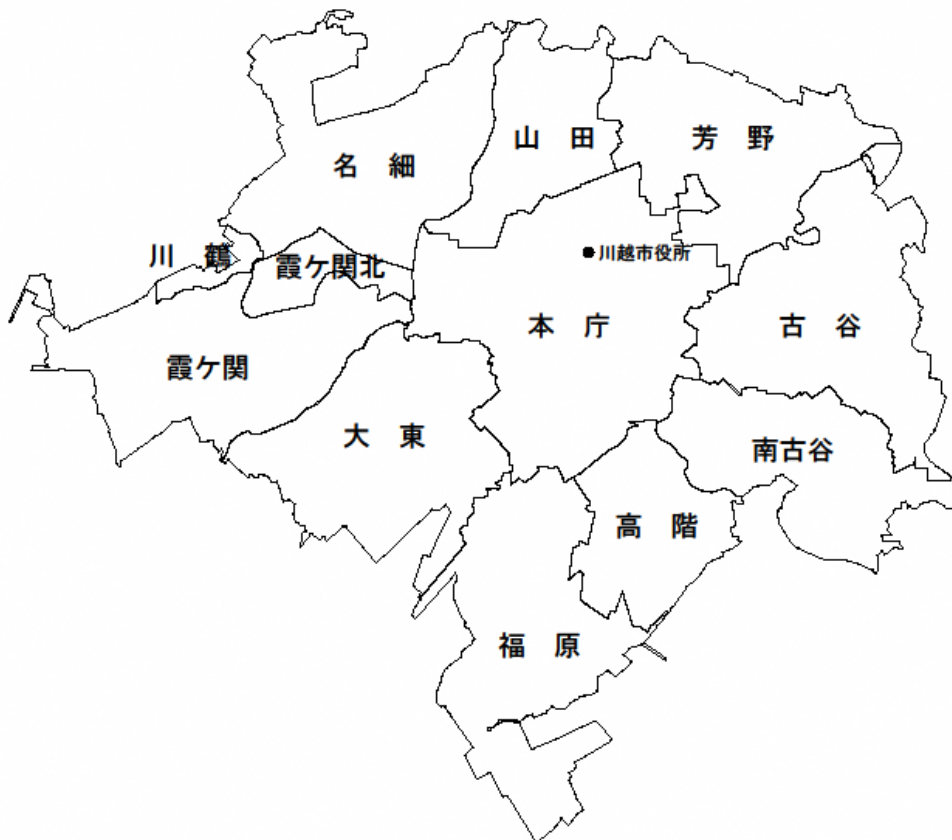 山 田
芳 野
名 細
川 鶴
霞ケ関北
●川越市役所
本 庁
古 谷
霞ケ関
大 東
南古谷
高 階
福 原